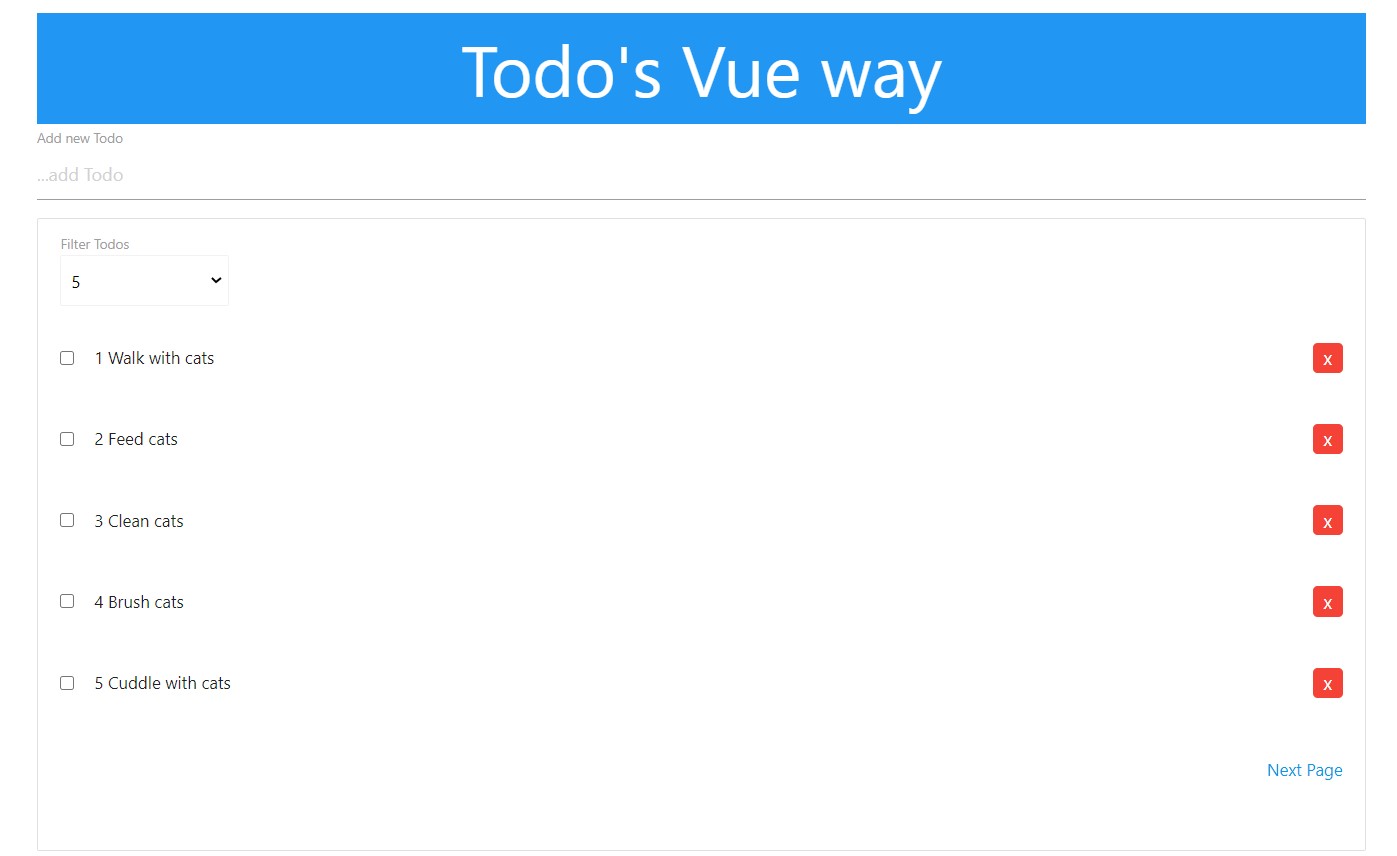 Todo's Vue way
Add new Todo
...add Todo
Filter Todos
5
1 Walk with cats x
2 Feed cats x
3 Clean cats x
4 Brush cats x
5 Cuddle with cats x
Next Page